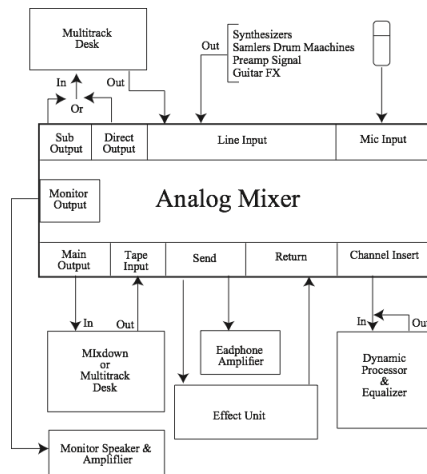 Multitrack
Desk
In
Out
Or
Out
Synthesizers
Samlers Drum Maachines
Preamp Signal
Guitar FX
Sub
Output
Direct
Output
Line Input
Mic Input
Monitor
Output
Analog Mixer
Main
Output
Tape
Input
Send
Return
Channel Insert
In
Out
In
Out
MIxdown
or
Multitrack
Desk
Eadphone
Amplifier
Effect Unit
Dynamic
Processor
&
Equalizer
Monitor Speaker &
Ampliflier